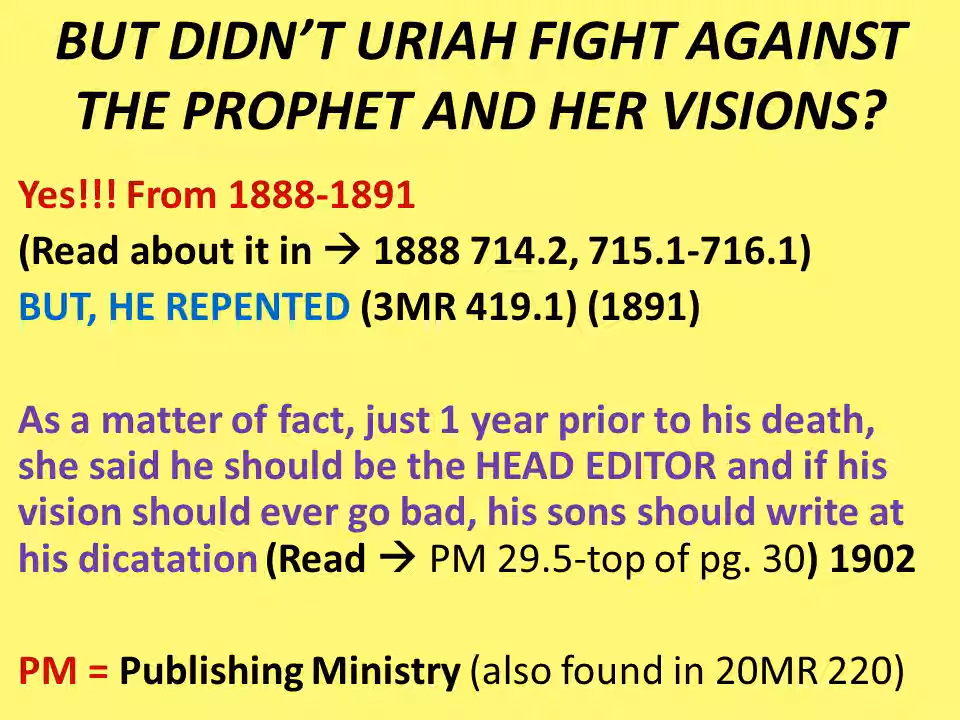 BUT DIDN’T URIAH FIGHT AGAINST
THE PROPHET AND HER VISIONS?
Yes!!! From 1888-1891
(Read about it in → 1888 714.2, 715.1-716.1)
BUT, HE REPENTED (3MR 419.1) (1891)
As a matter of fact, just 1 year prior to his death,
she said he should be the HEAD EDITOR and if his
vision should ever go bad, his sons should write at
his dicatation (Read → PM 29.5-top of pg. 30) 1902
PM = Publishing Ministry (also found in 20MR 220)